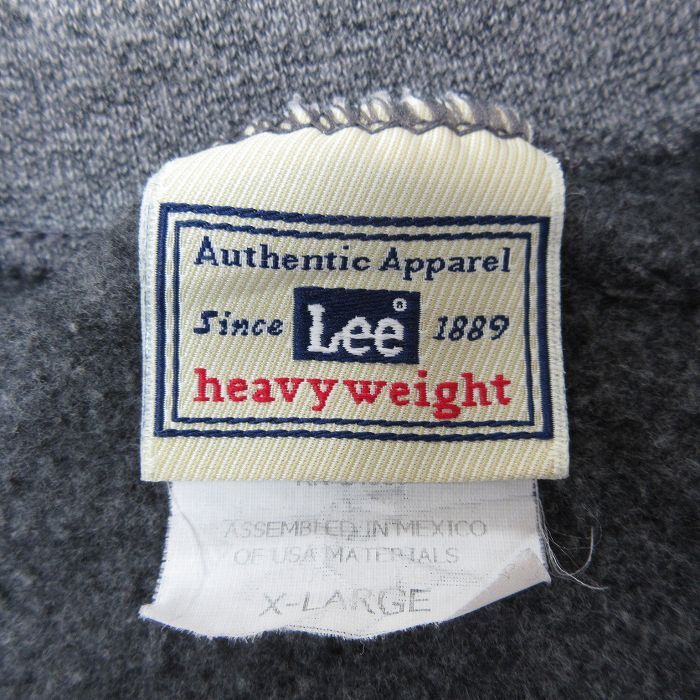 Authentic Apparel
Since Lee® 1889
heavyweight
ASSEMBLED IN MEXICO
OF USA MATERIALS
X-LARGE